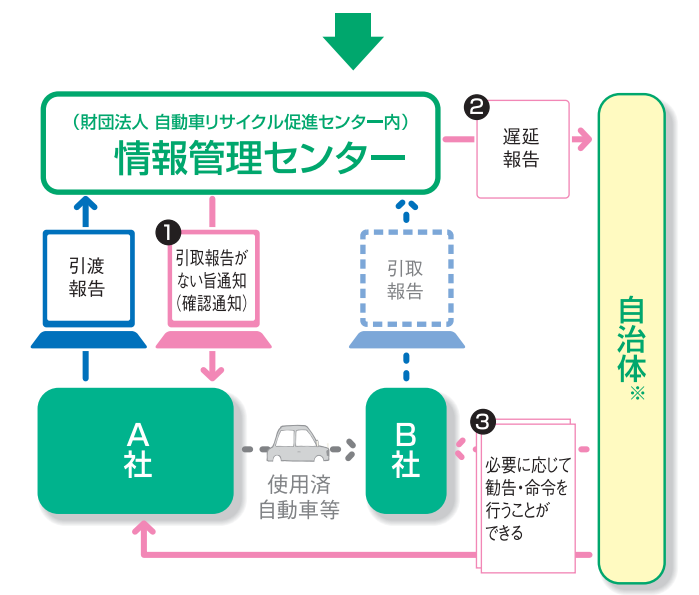 （財団法人 自動車リサイクル促進センター内）
情報管理センター
❷
遅延
報告
引渡
報告
❶
引取報告が
ない旨通知
（確認通知）
引取
報告
自治体※
A
社
使用済
自動車等
B
社
❸
必要に応じて
勧告・命令を
行うことが
できる